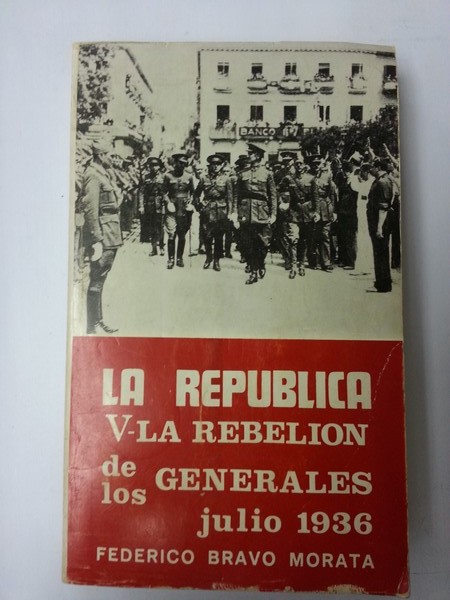 BANCO
LA REPUBLICA
V-LA REBELION
de los GENERALES
julio 1936
FEDERICO BRAVO MORATA